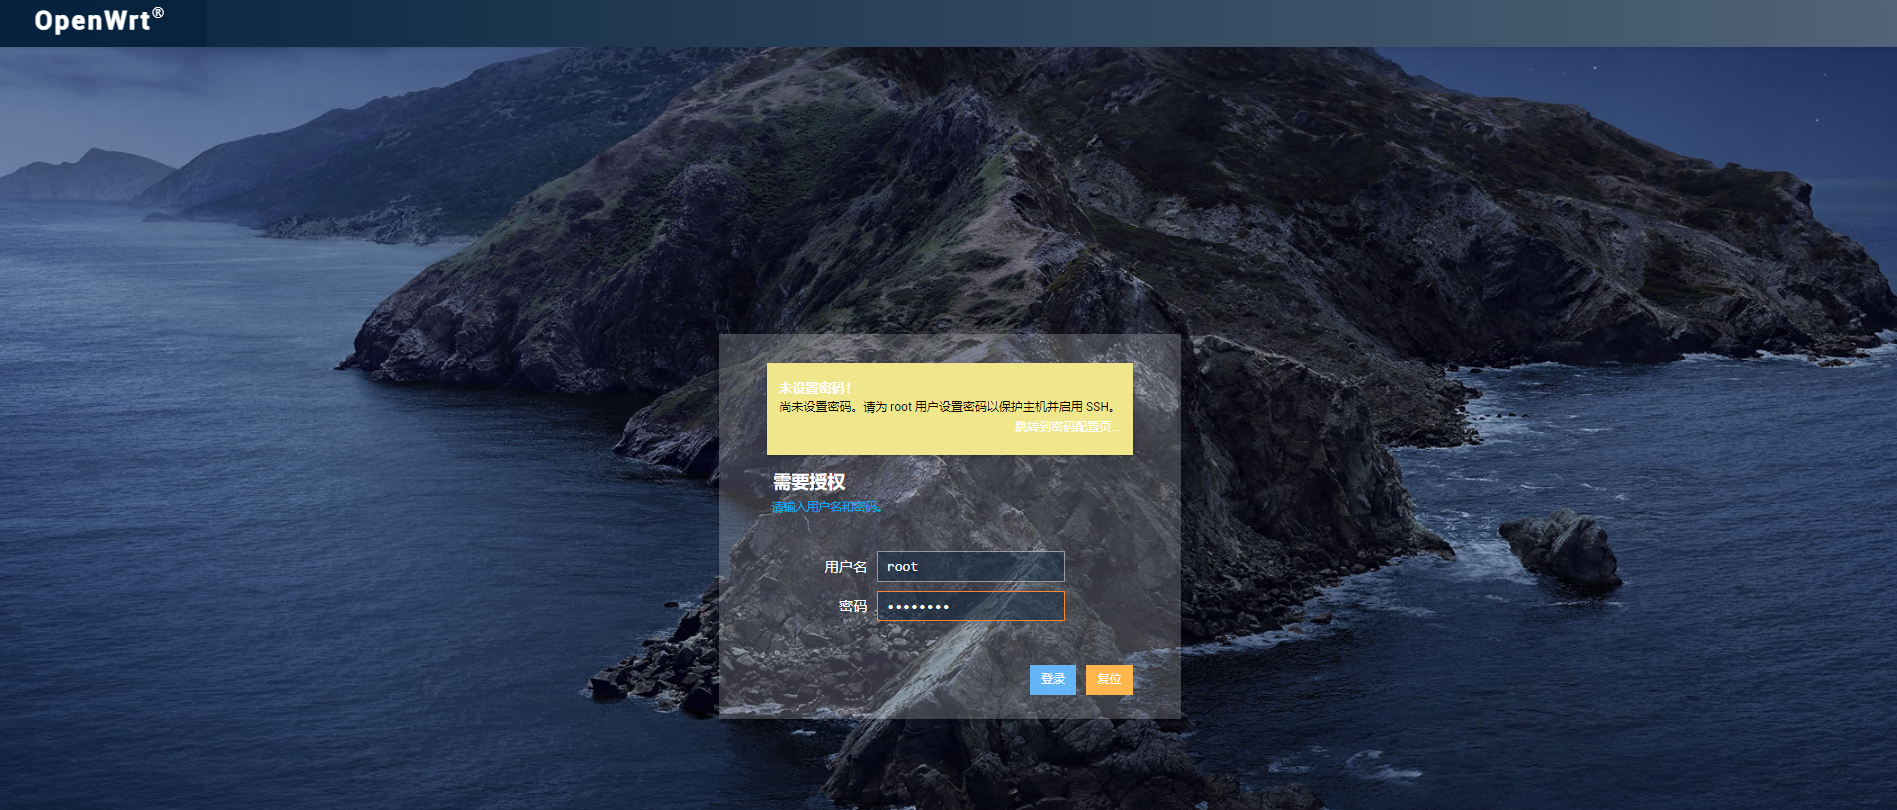 OpenWrt®
未设置密码!
尚未设置密码。请为 root 用户设置密码以保护主机并启用 SSH。
跳转到密码配置页...
需要授权
请输入用户名和密码。
用户名 root
密码 ••••••••
登录 复位